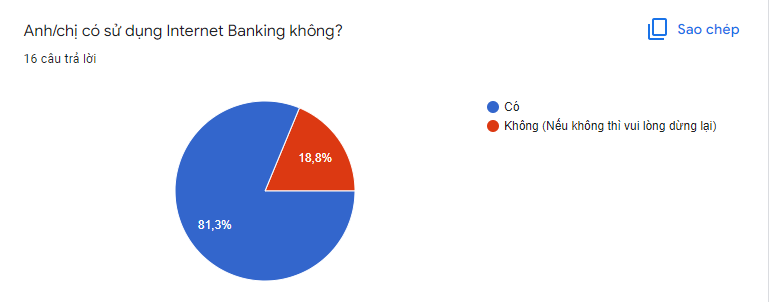 Anh/chị có sử dụng Internet Banking không?
Sao chép
16 câu trả lời
Có
Không (Nếu không thì vui lòng dừng lại)
18,8%
81,3%